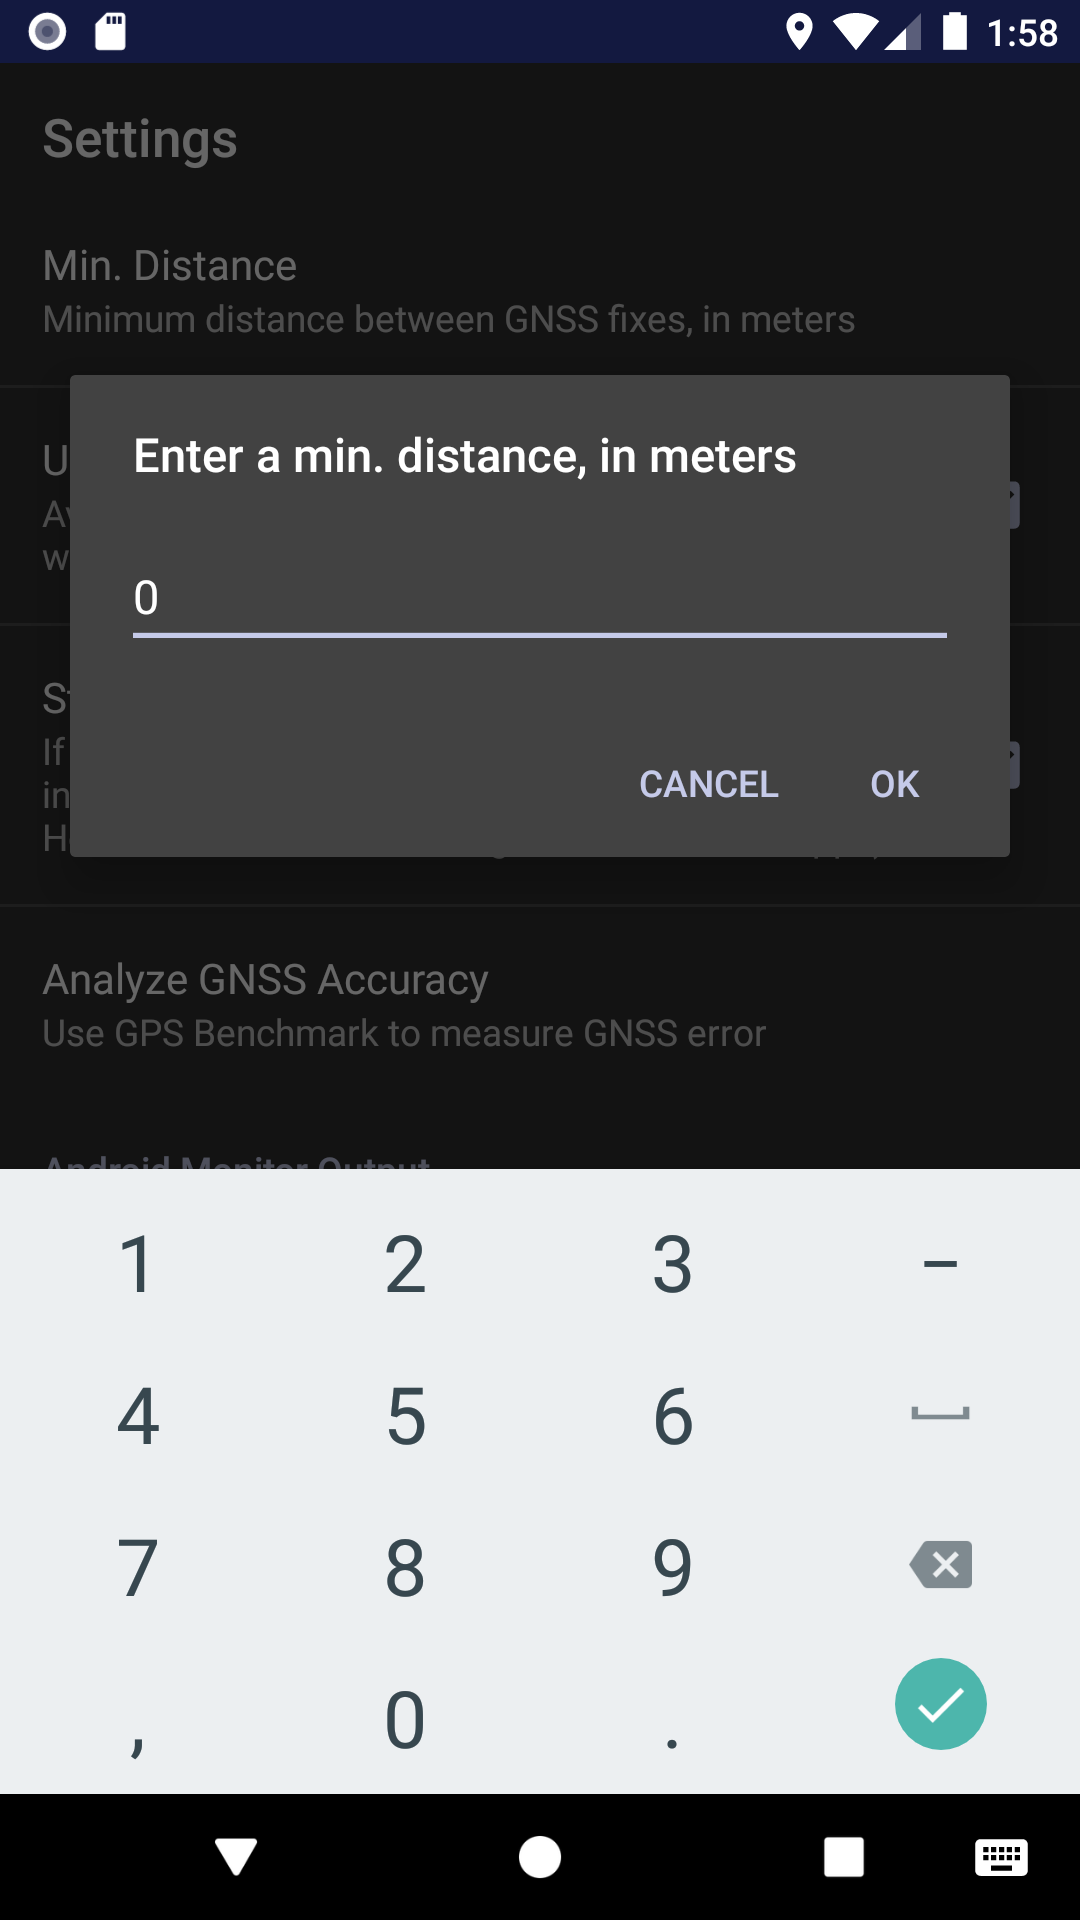 1:58
Settings
Min. Distance
Minimum distance between GNSS fixes, in meters
Enter a min. distance, in meters
0
CANCEL OK
If
in
Analyze GNSS Accuracy
Use GPS Benchmark to measure GNSS error
Android Monitor Output
1 2 3 –
4 5 6
7 8 9
, 0 .